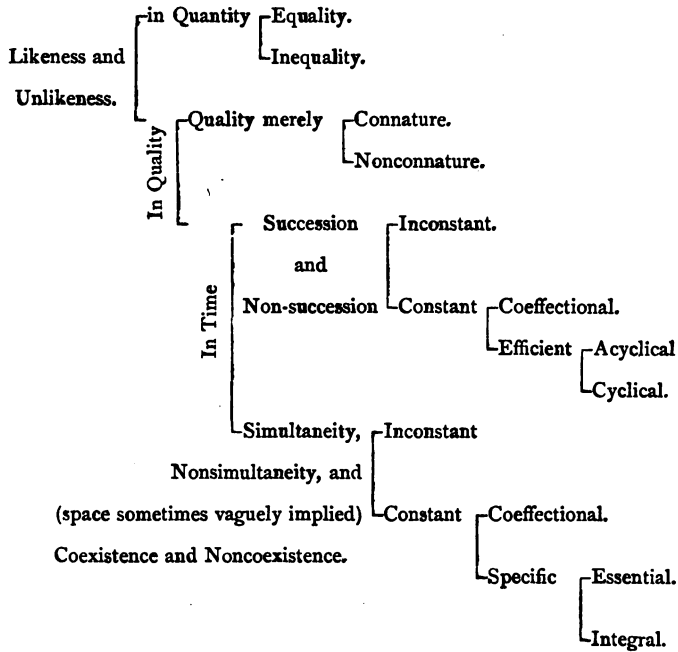 in Quantity Equality.
Likeness and Inequality.
Unlikeness.
In Quality
Quality merely Connature.
Nonconnature.
In Time
Succession Inconstant.
and
Non-succession Constant Coeffectional.
Efficient Acyclical
Cyclical.
Simultaneity, Inconstant
Nonsimultaneity, and
(space sometimes vaguely implied) Constant Coeffectional.
Coexistence and Noncoexistence.
Specific Essential.
Integral.